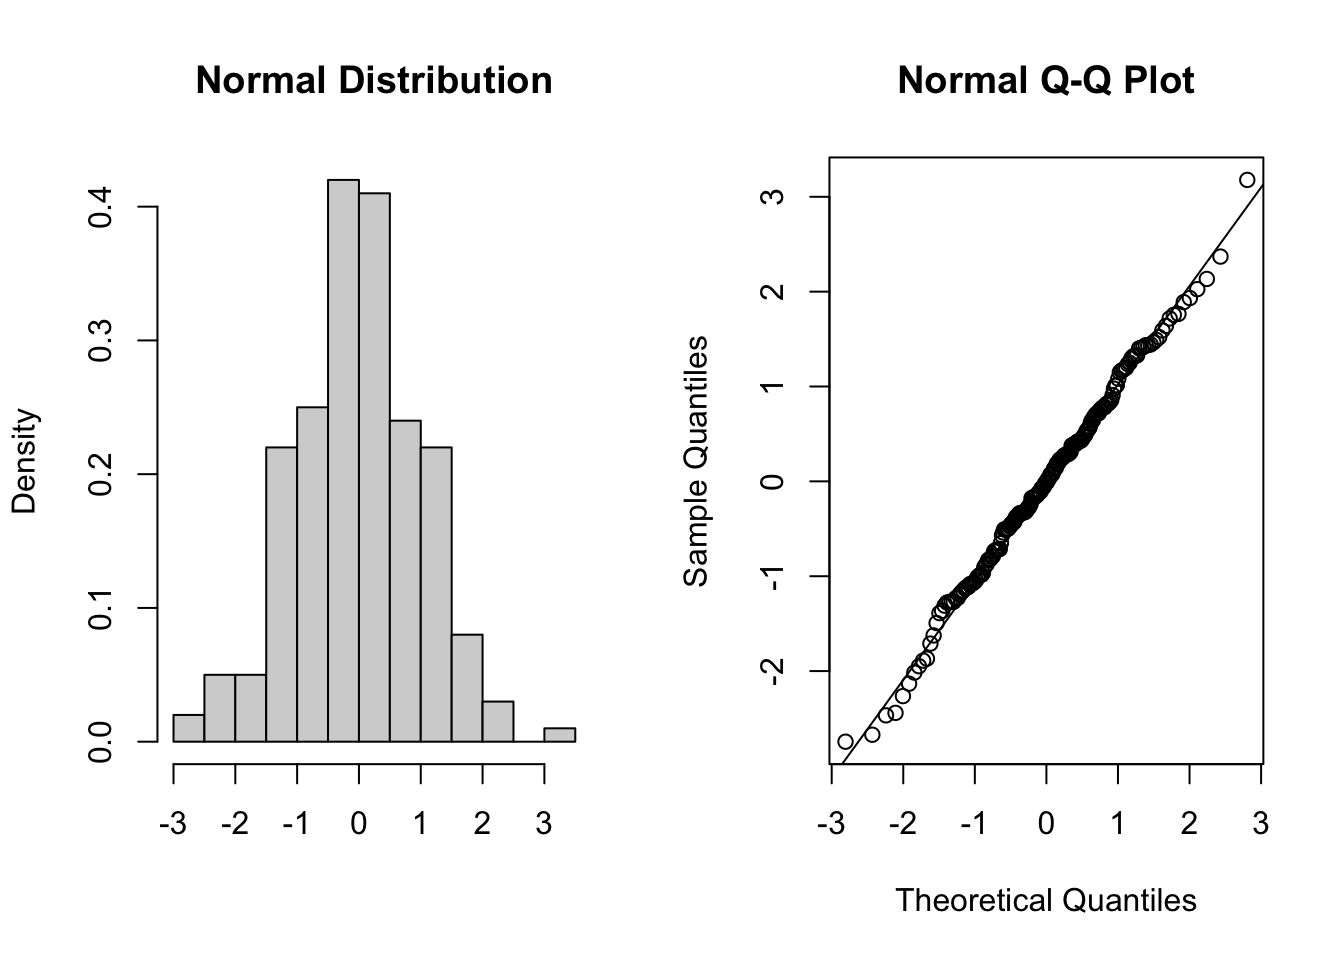 Normal Distribution
Density
0.0 0.1 0.2 0.3 0.4
-3 -2 -1 0 1 2 3
Normal Q-Q Plot
Sample Quantiles
-2 -1 0 1 2 3
-3 -2 -1 0 1 2 3
Theoretical Quantiles